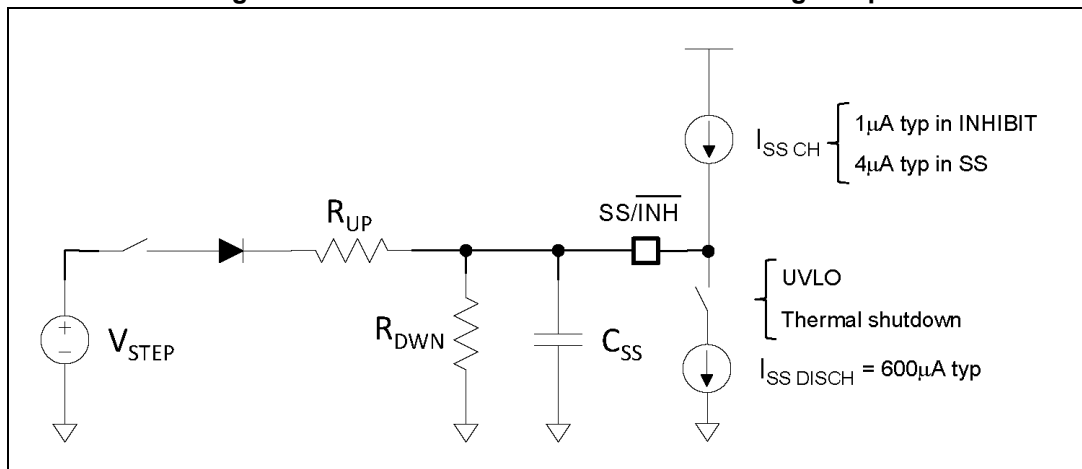 R_UP
SS/I̅N̅H̅
I_SS CH
1μA typ in INHIBIT
4μA typ in SS
V_STEP
+
−
R_DWN
C_SS
UVLO
Thermal shutdown
I_SS DISCH = 600μA typ